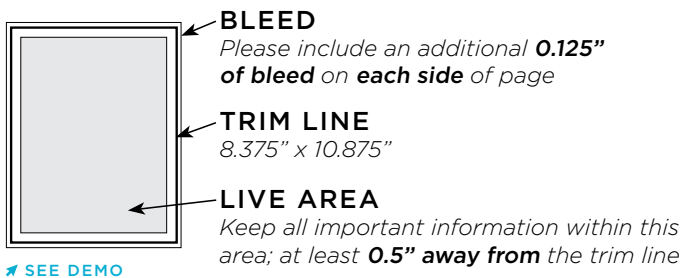 BLEED
Please include an additional 0.125”
of bleed on each side of page
TRIM LINE
8.375” x 10.875”
LIVE AREA
Keep all important information within this
area; at least 0.5” away from the trim line
SEE DEMO